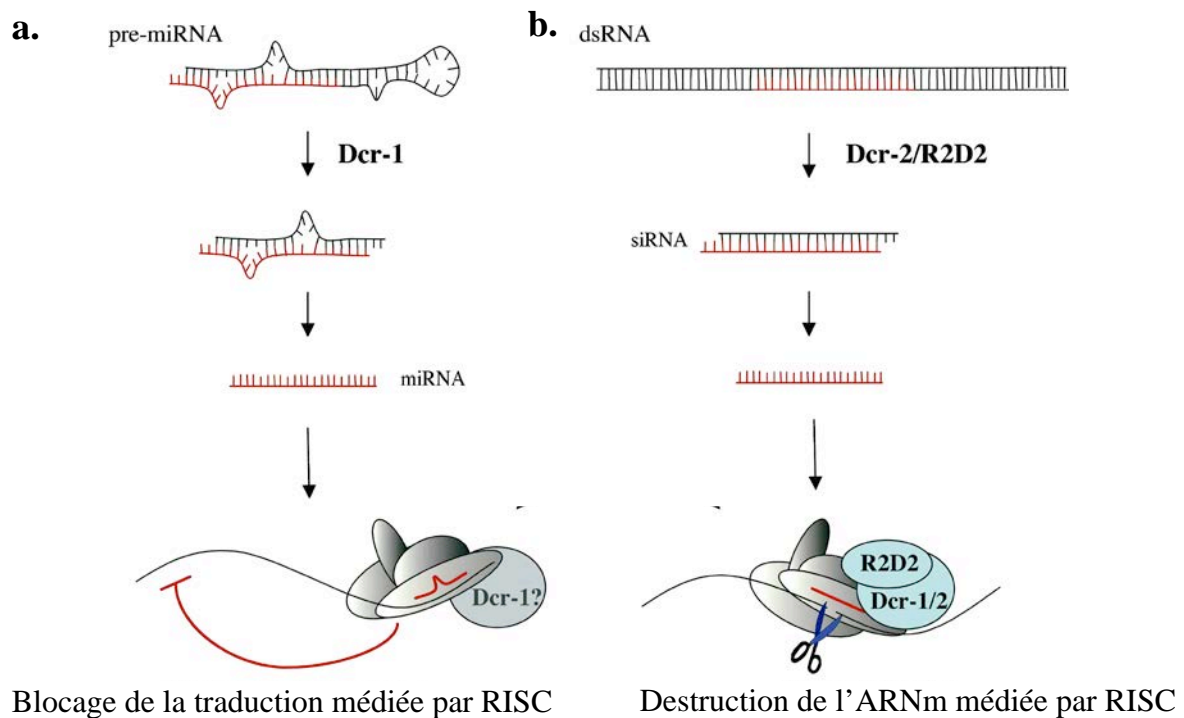 a.
pre-miRNA
Dcr-1
miRNA
Dcr-1?
Blocage de la traduction médiée par RISC
b.
dsRNA
Dcr-2/R2D2
siRNA
R2D2
Dcr-1/2
Destruction de l'ARNm médiée par RISC